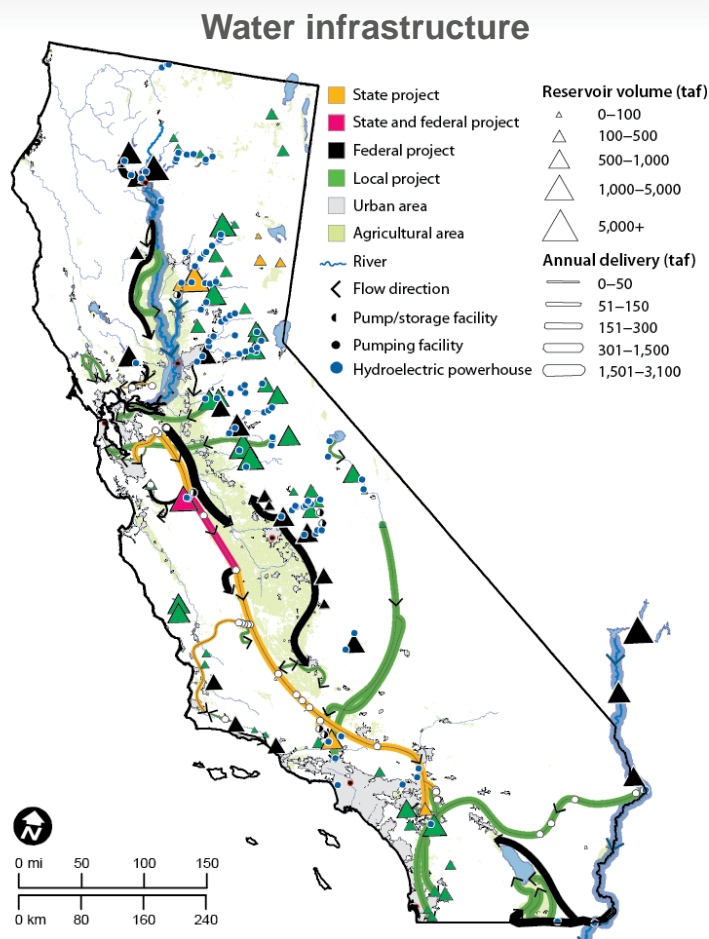 Water infrastructure
State project
State and federal project
Federal project
Local project
Urban area
Agricultural area
River
Flow direction
Pump/storage facility
Pumping facility
Hydroelectric powerhouse
Reservoir volume (taf)
0–100
100–500
500–1,000
1,000–5,000
5,000+
Annual delivery (taf)
0–50
51–150
151–300
301–1,500
1,501–3,100
N
0 mi 50 100 150
0 km 80 160 240